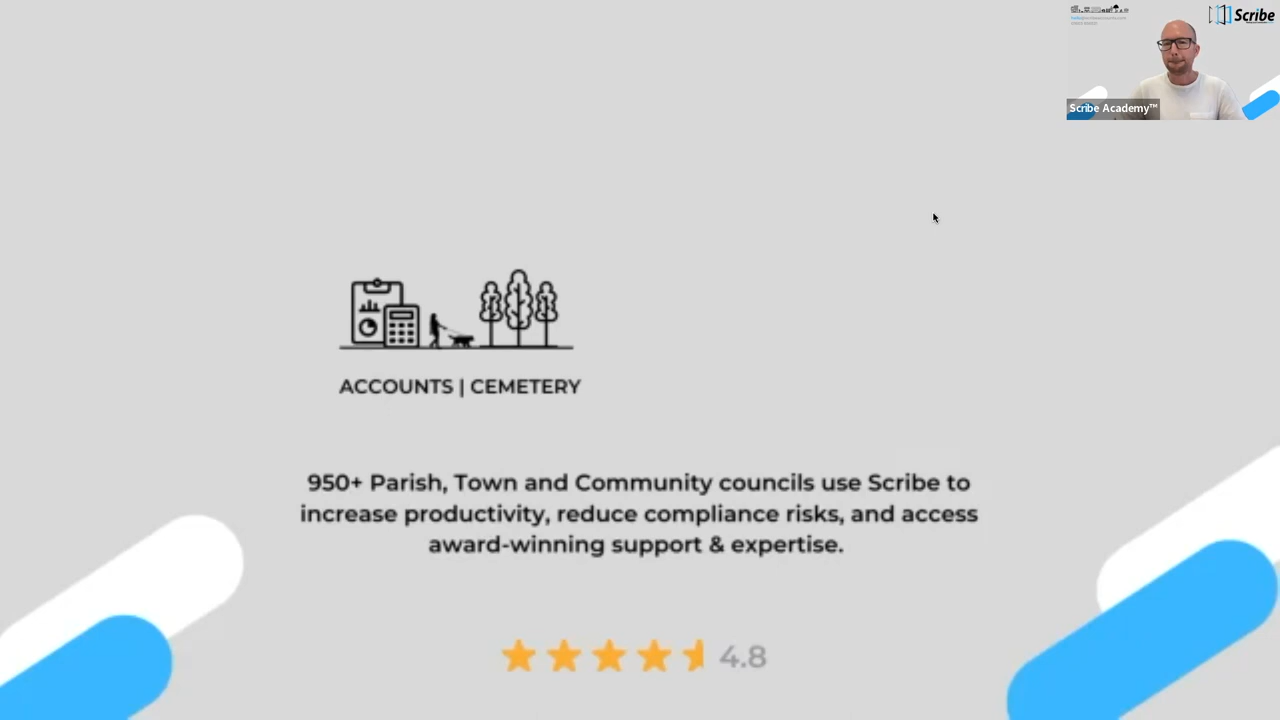 Scribe
Scribe Academy™
ACCOUNTS | CEMETERY
950+ Parish, Town and Community councils use Scribe to
increase productivity, reduce compliance risks, and access
award-winning support & expertise.
4.8